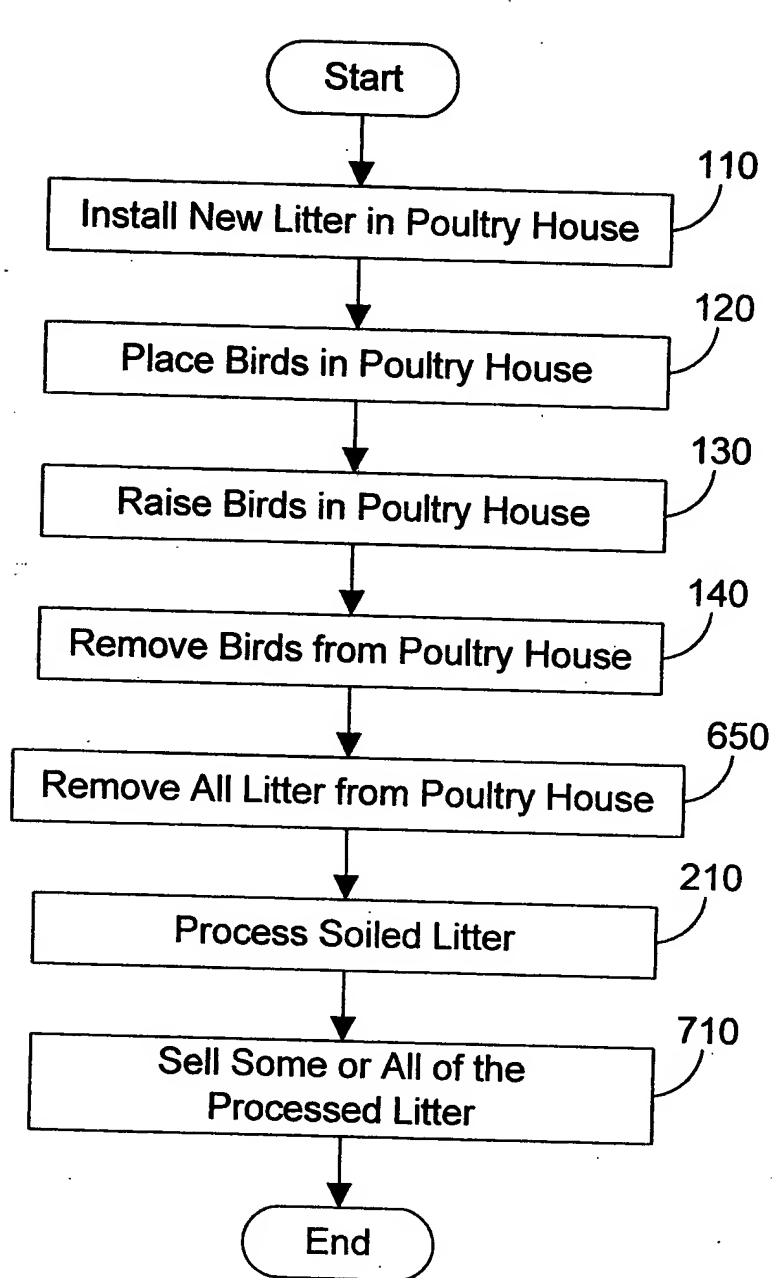 Start
110
Install New Litter in Poultry House
120
Place Birds in Poultry House
130
Raise Birds in Poultry House
140
Remove Birds from Poultry House
650
Remove All Litter from Poultry House
210
Process Soiled Litter
710
Sell Some or All of the
Processed Litter
End